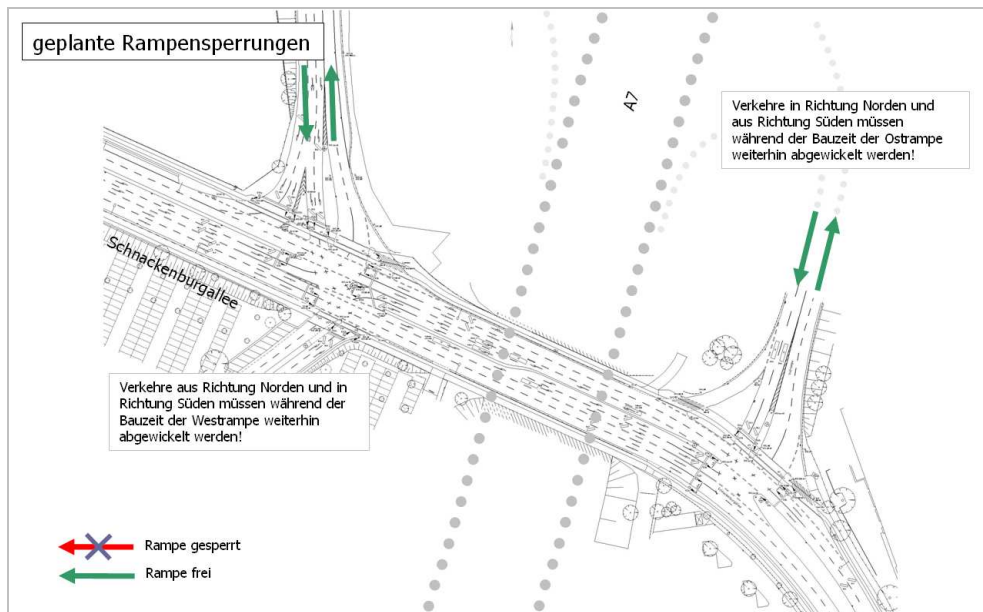 geplante Rampensperrungen
A7
Verkehre in Richtung Norden und
aus Richtung Süden müssen
während der Bauzeit der Ostrampe
weiterhin abgewickelt werden!
Schnackenburgallee
Verkehre aus Richtung Norden und in
Richtung Süden müssen während der
Bauzeit der Westrampe weiterhin
abgewickelt werden!
Rampe gesperrt
Rampe frei